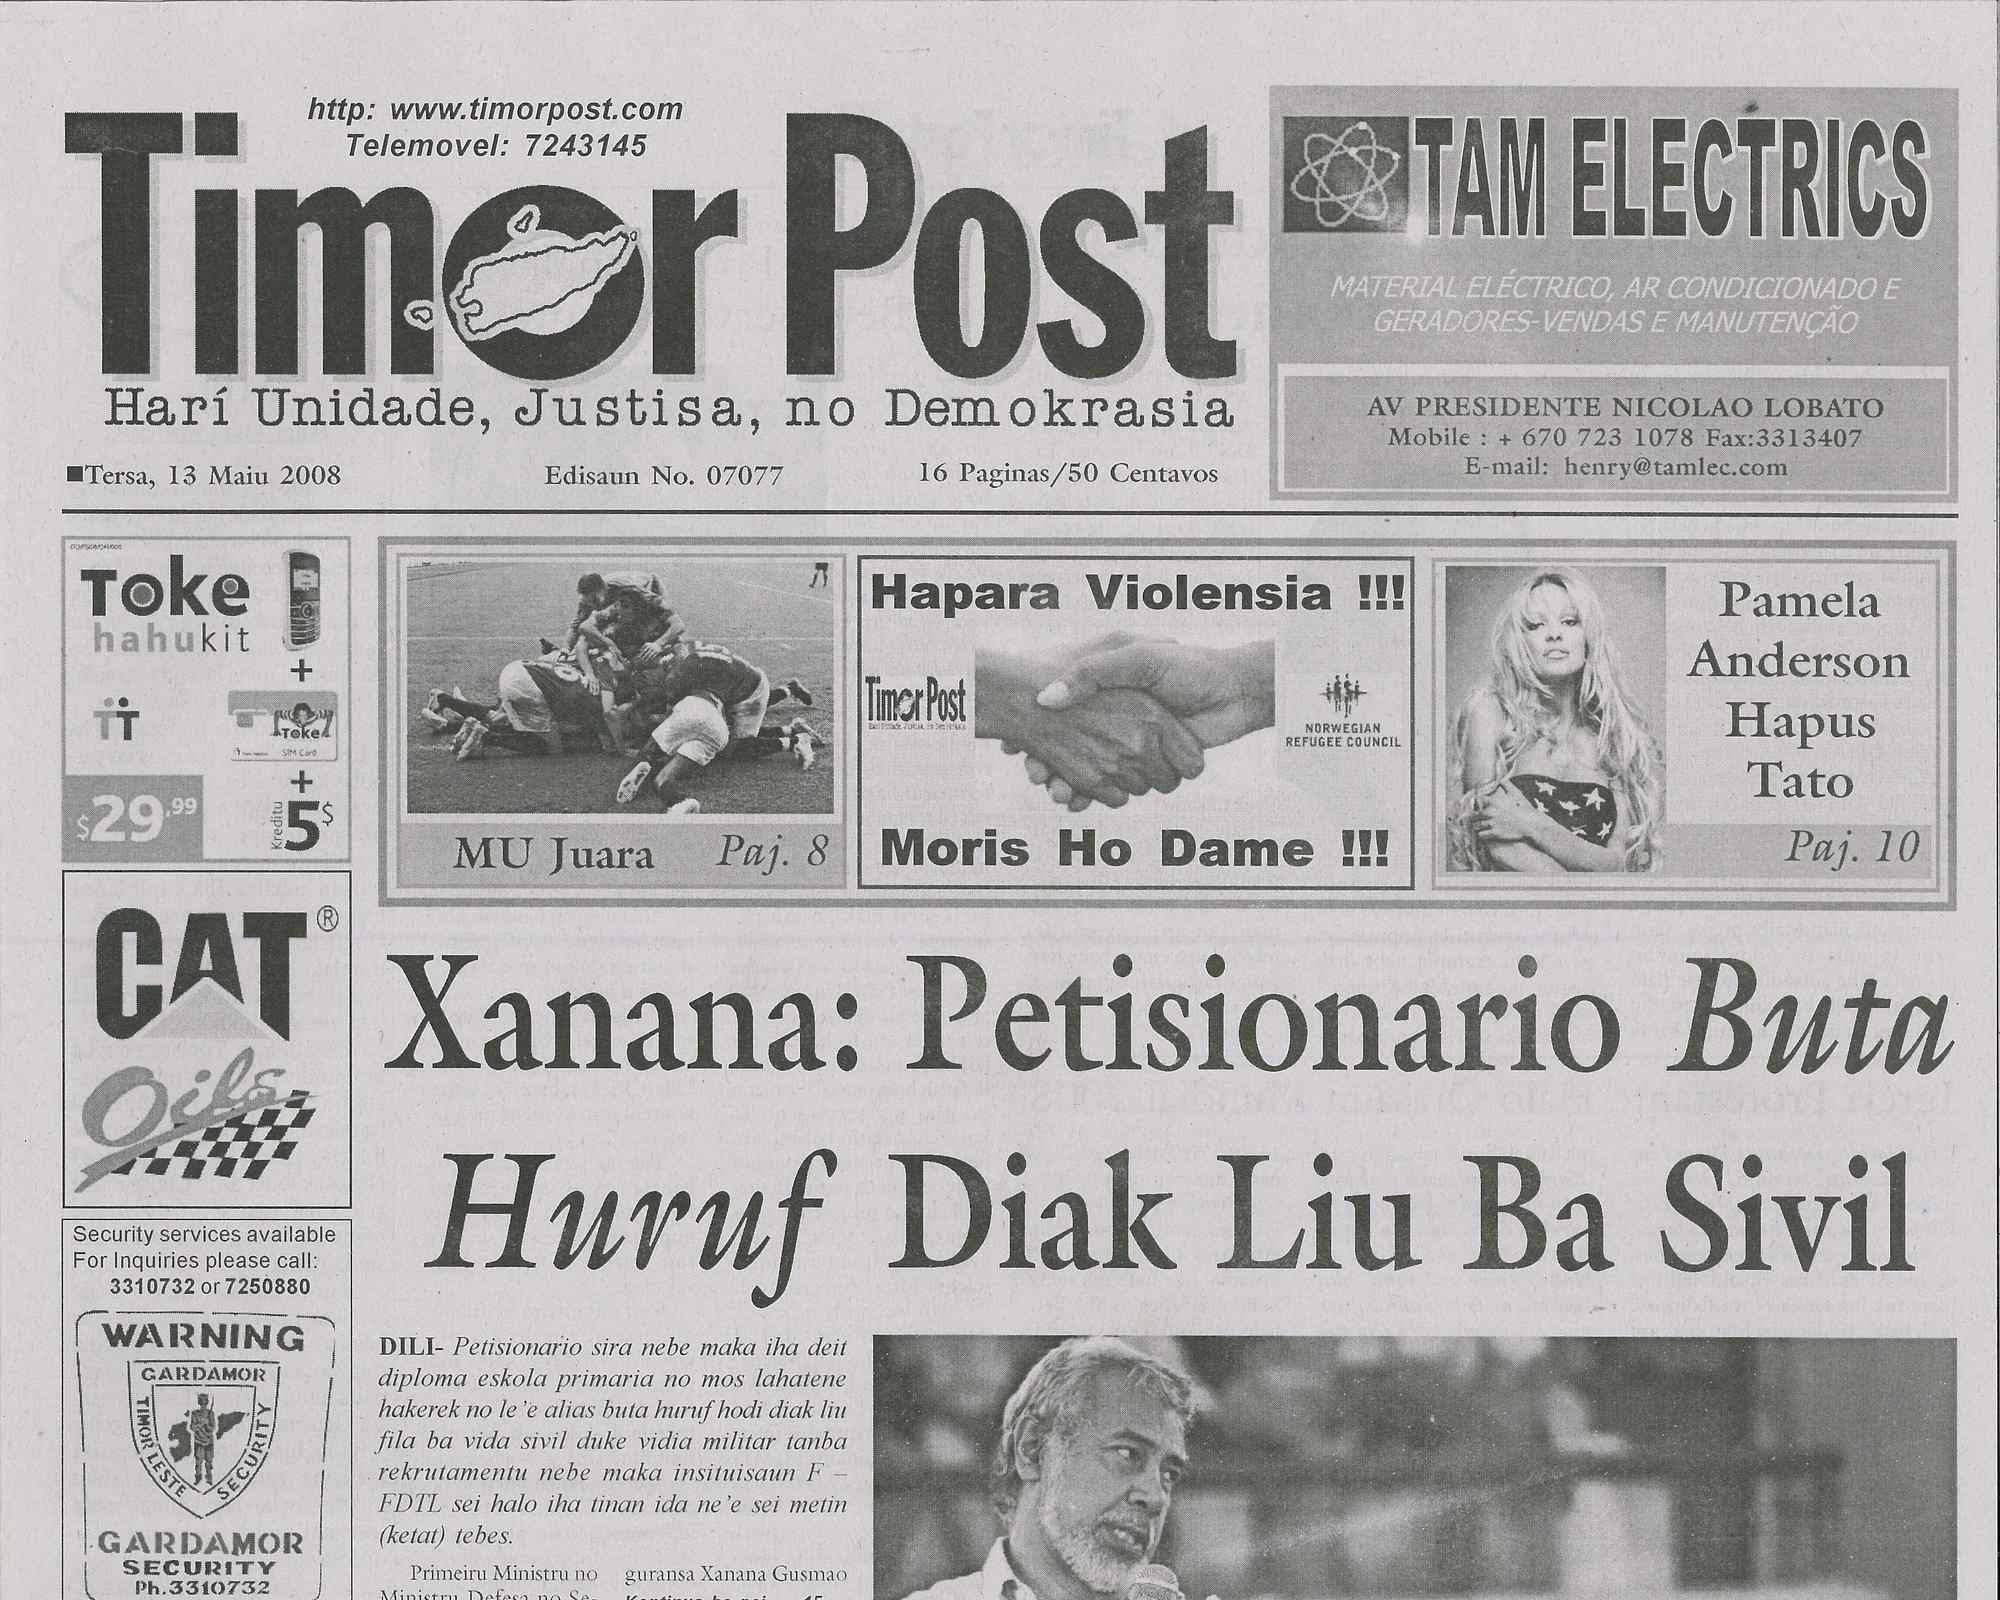 http: www.timorpost.com
Telemovel: 7243145
Timor Post
Harí Unidade, Justisa, no Demokrasia
Tersa, 13 Maiu 2008
Edisaun No. 07077
16 Paginas/50 Centavos
TAM ELECTRICS
MATERIAL ELÉCTRICO, AR CONDICIONADO E
GERADORES-VENDAS E MANUTENÇÃO
AV PRESIDENTE NICOLAO LOBATO
Mobile : + 670 723 1078 Fax:3313407
E-mail: henry@tamlec.com
Toke
hahukit
+
Toke
SIM Card
+
$29.99
Kreditu
5$
MU Juara Paj. 8
Hapara Violensia !!!
Timor Post
NORWEGIAN
REFUGEE COUNCIL
Moris Ho Dame !!!
Pamela
Anderson
Hapus
Tato
Paj. 10
CAT®
Oils
Security services available
For Inquiries please call:
3310732 or 7250880
WARNING
GARDAMOR
TIMOR LESTE
SECURITY
GARDAMOR
SECURITY
Ph.3310732
Xanana: Petisionario Buta
Huruf Diak Liu Ba Sivil
DILI- Petisionario sira nebe maka iha deit
diploma eskola primaria no mos lahatene
hakerek no le'e alias buta huruf hodi diak liu
fila ba vida sivil duke vidia militar tanba
rekrutamentu nebe maka insituisaun F –
FDTL sei halo iha tinan ida ne'e sei metin
(ketat) tebes.
Primeiru Ministru no
Ministru Defesa no Se-
guransa Xanana Gusmao